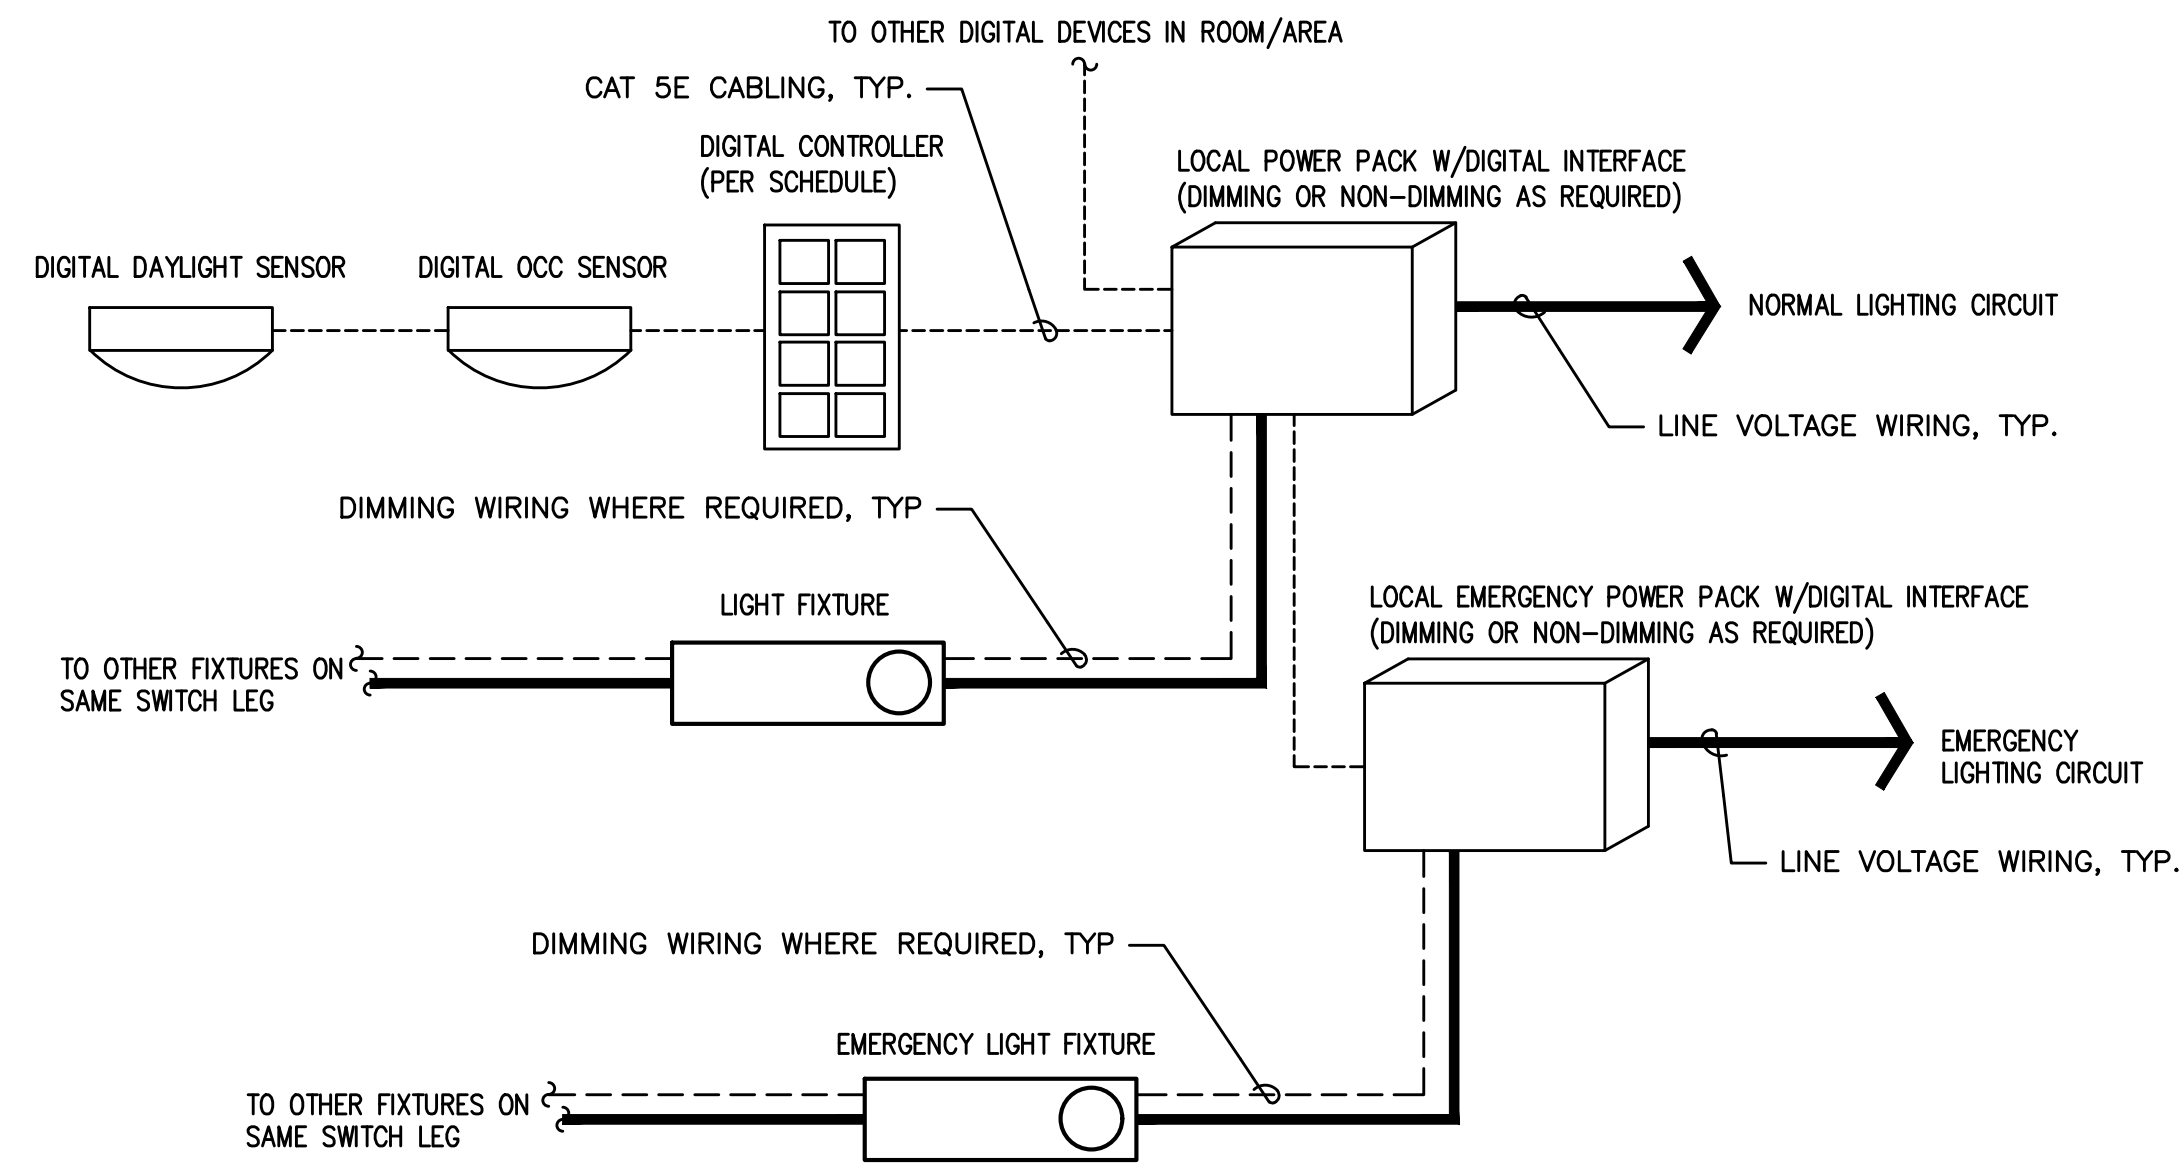 TO OTHER DIGITAL DEVICES IN ROOM/AREA
CAT 5E CABLING, TYP.
DIGITAL CONTROLLER
(PER SCHEDULE)
LOCAL POWER PACK W/DIGITAL INTERFACE
(DIMMING OR NON-DIMMING AS REQUIRED)
DIGITAL DAYLIGHT SENSOR
DIGITAL OCC SENSOR
NORMAL LIGHTING CIRCUIT
LINE VOLTAGE WIRING, TYP.
DIMMING WIRING WHERE REQUIRED, TYP
LIGHT FIXTURE
LOCAL EMERGENCY POWER PACK W/DIGITAL INTERFACE
(DIMMING OR NON-DIMMING AS REQUIRED)
TO OTHER FIXTURES ON
SAME SWITCH LEG
EMERGENCY
LIGHTING CIRCUIT
LINE VOLTAGE WIRING, TYP.
DIMMING WIRING WHERE REQUIRED, TYP
EMERGENCY LIGHT FIXTURE
TO OTHER FIXTURES ON
SAME SWITCH LEG